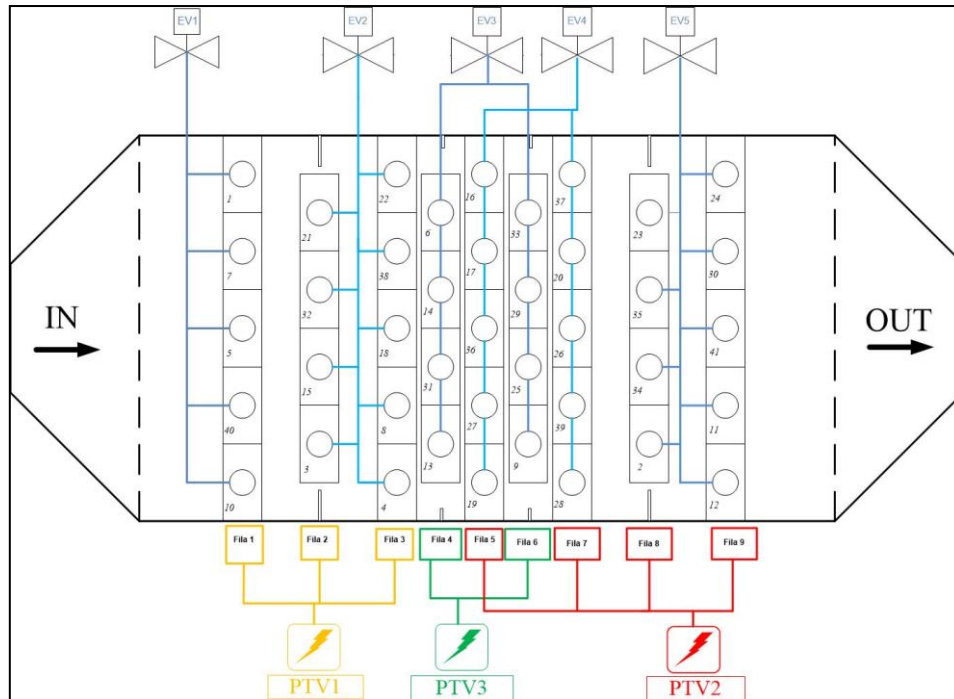 EV1 EV2 EV3 EV4 EV5
1 22 16 37 24
21 6 33 23
7 38 17 20 30
32 14 29 35
IN 5 18 36 26 41 OUT
15 31 25 34
40 8 27 39 11
3 13 9 2
10 4 19 28 12
Fila 1 Fila 2 Fila 3 Fila 4 Fila 5 Fila 6 Fila 7 Fila 8 Fila 9
PTV1 PTV3 PTV2